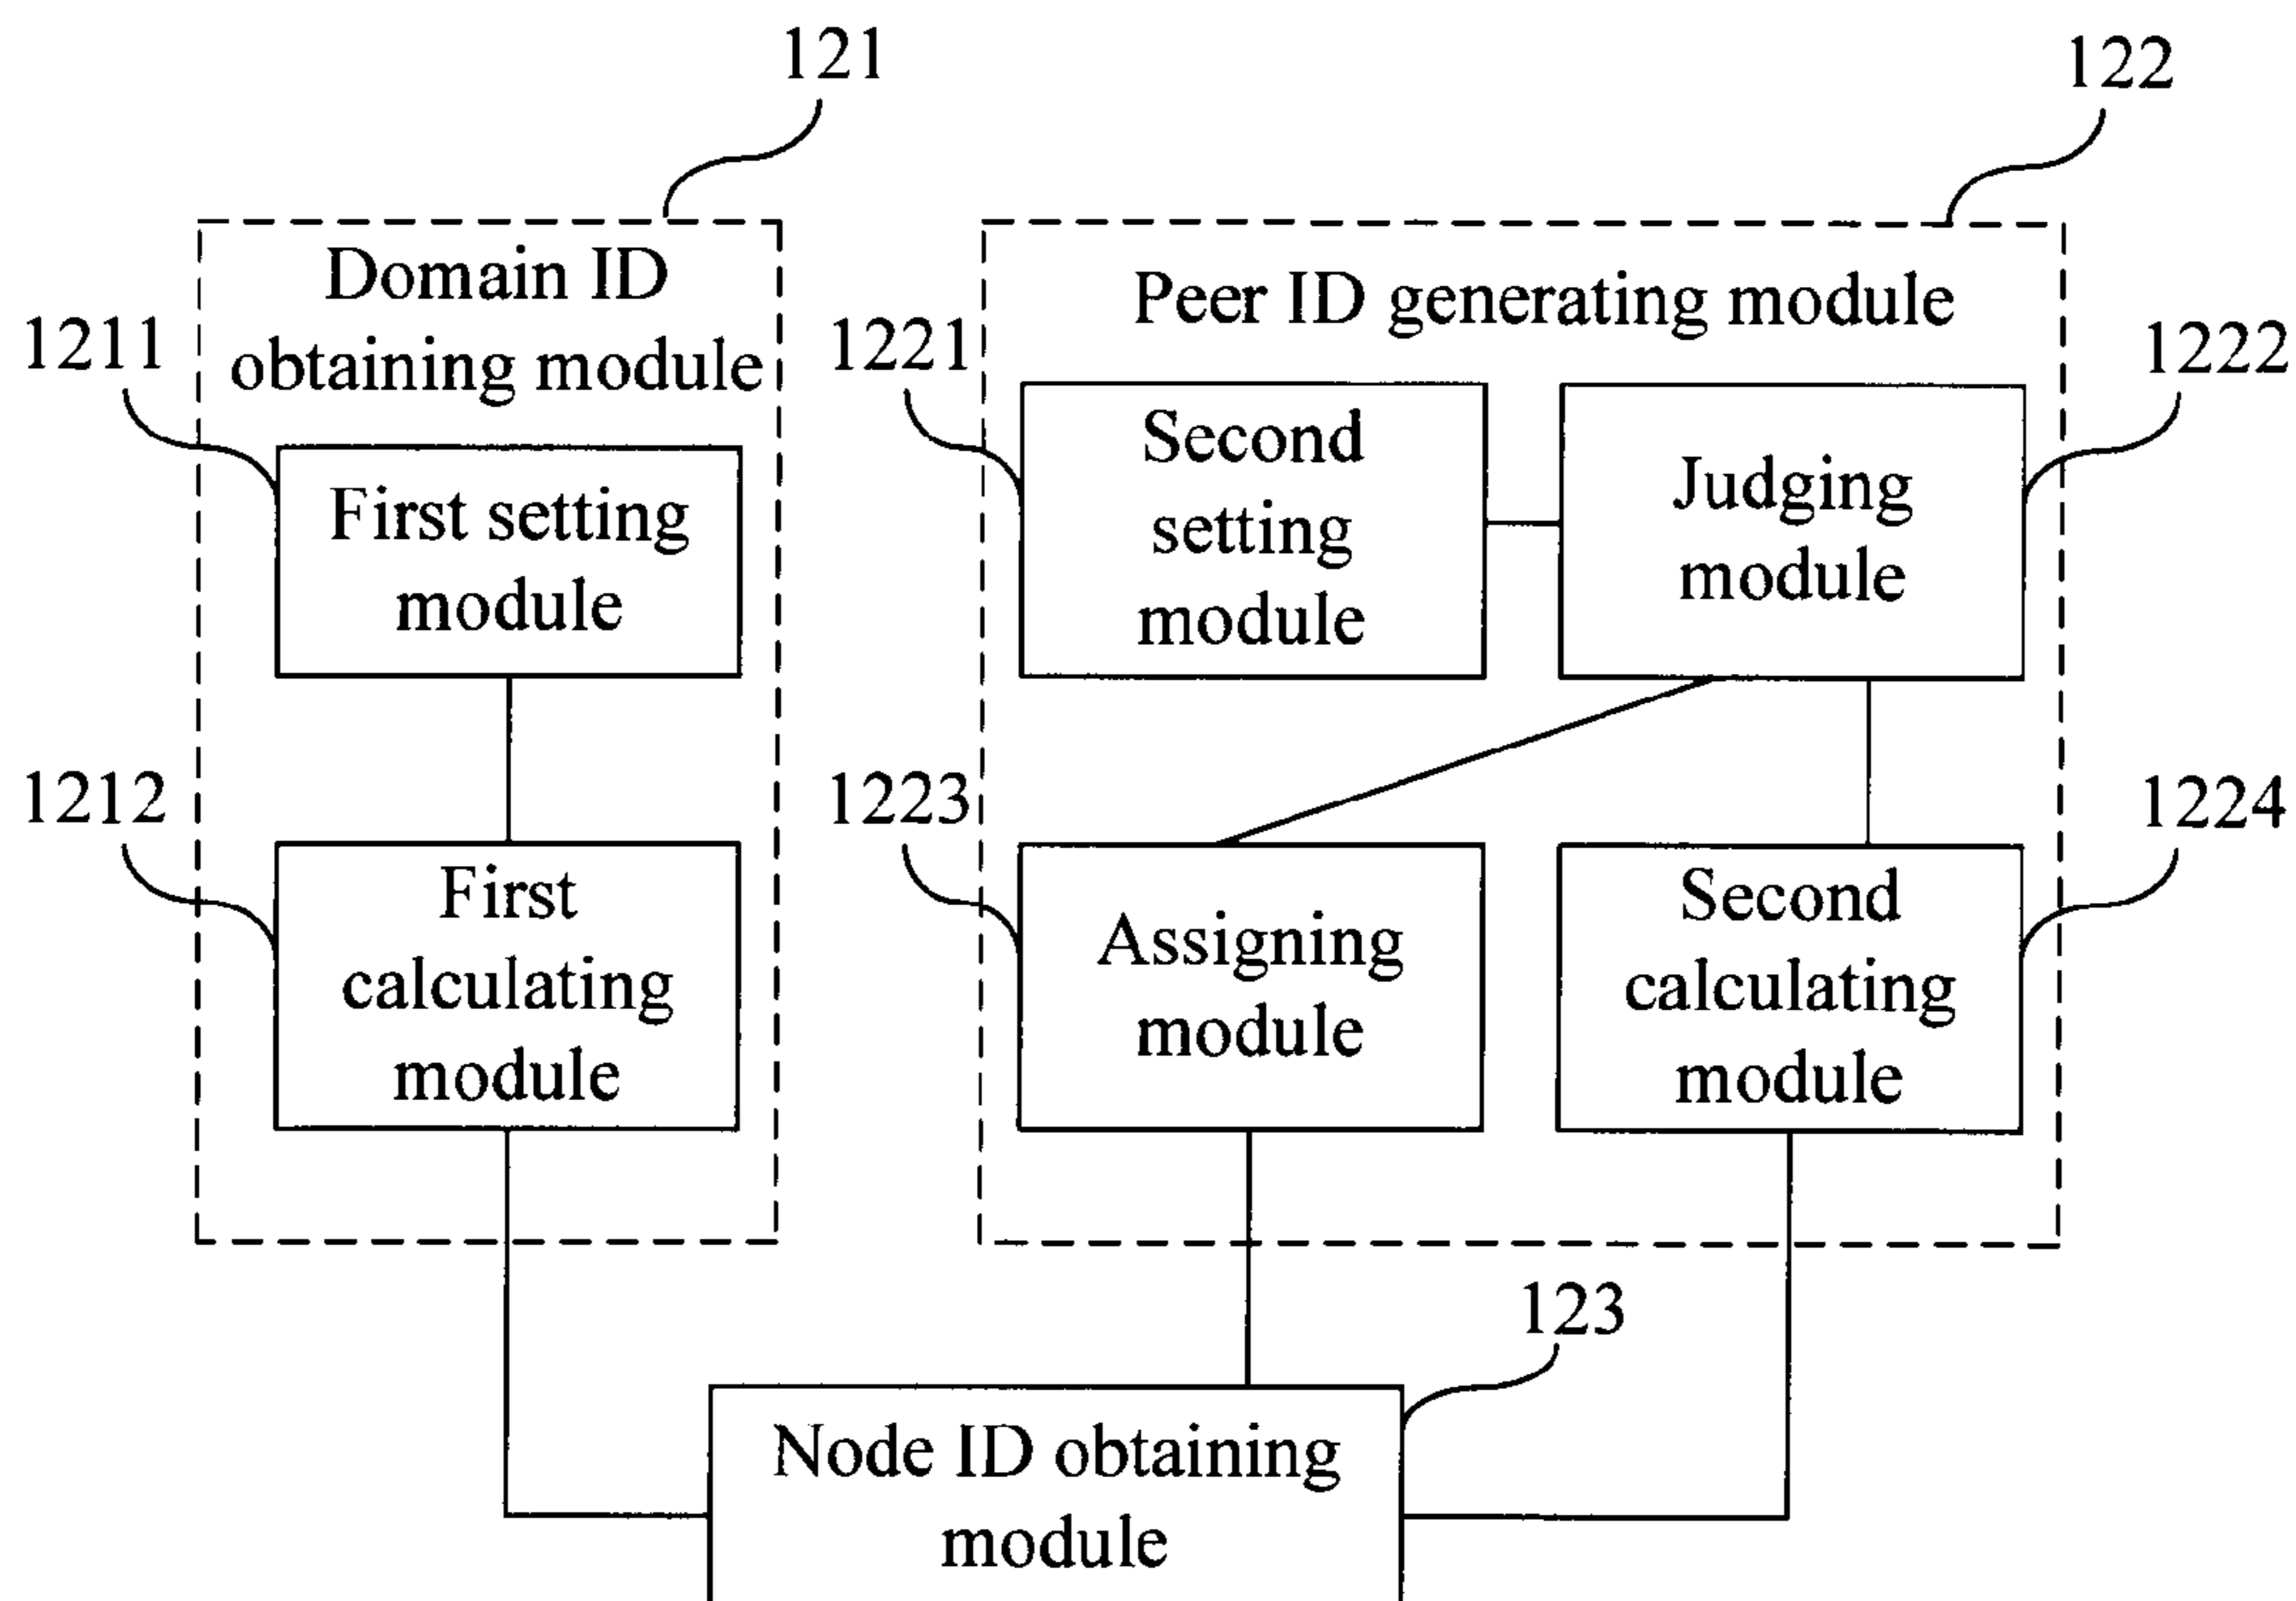 121
122
Domain ID
obtaining module
Peer ID generating module
1211
1221
1222
First setting
module
Second
setting
module
Judging
module
1212
1223
1224
First
calculating
module
Assigning
module
Second
calculating
module
123
Node ID obtaining
module